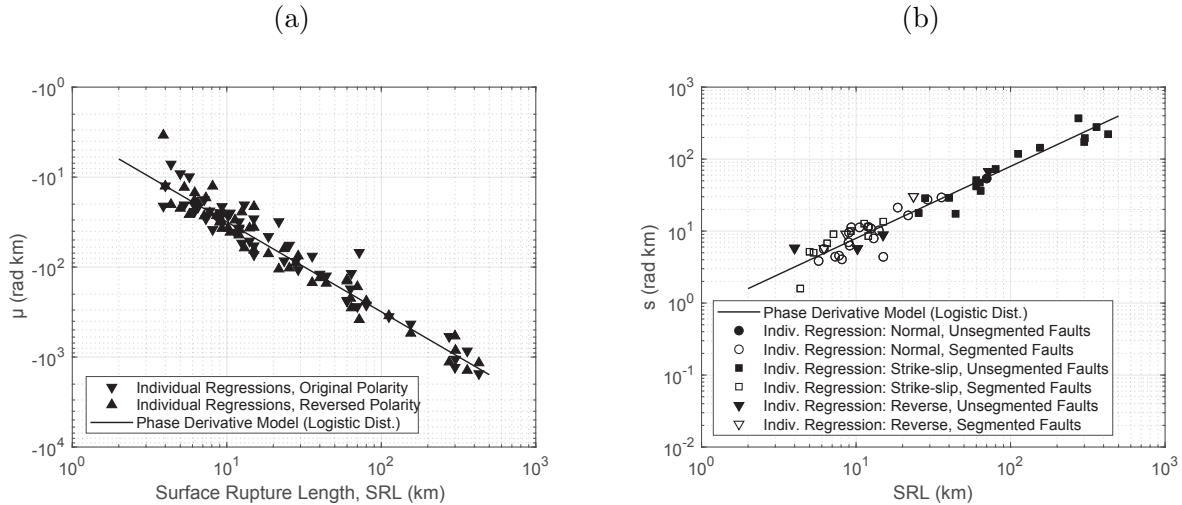 (a)
-10^0
-10^1
-10^2
-10^3
-10^4
μ (rad km)
10^0
10^1
10^2
10^3
Surface Rupture Length, SRL (km)
Individual Regressions, Original Polarity
Individual Regressions, Reversed Polarity
Phase Derivative Model (Logistic Dist.)
(b)
10^3
10^2
10^1
10^0
10^-1
10^-2
s (rad km)
10^0
10^1
10^2
10^3
SRL (km)
Phase Derivative Model (Logistic Dist.)
Indiv. Regression: Normal, Unsegmented Faults
Indiv. Regression: Normal, Segmented Faults
Indiv. Regression: Strike-slip, Unsegmented Faults
Indiv. Regression: Strike-slip, Segmented Faults
Indiv. Regression: Reverse, Unsegmented Faults
Indiv. Regression: Reverse, Segmented Faults